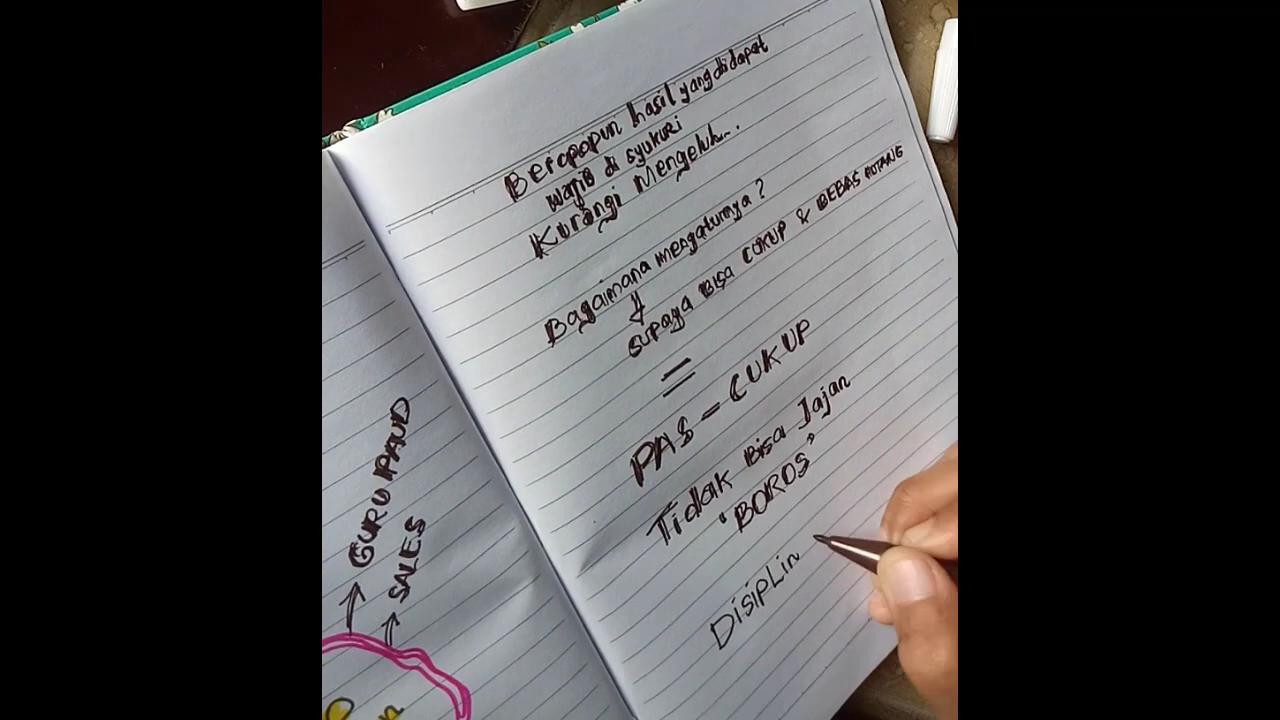 Berapapun hasil yang didapat
wajib di syukuri
Kurangi Mengeluh...
Bagaimana mengaturnya ?
supaya Bisa CUKUP & BEBAS HUTANG
=
PAS - CUKUP
Tidak Bisa Jajan
"BOROS"
DisipLin
→ GURU PAUD
→ SALES